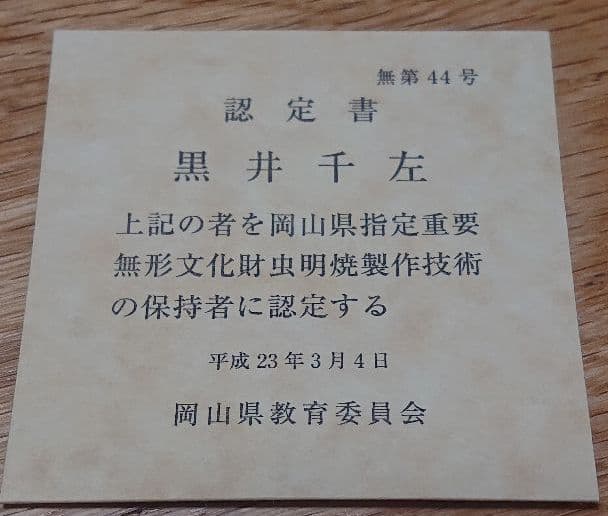 無第44号
認定書
黒井千左
上記の者を岡山県指定重要
無形文化財虫明焼製作技術
の保持者に認定する
平成23年3月4日
岡山県教育委員会